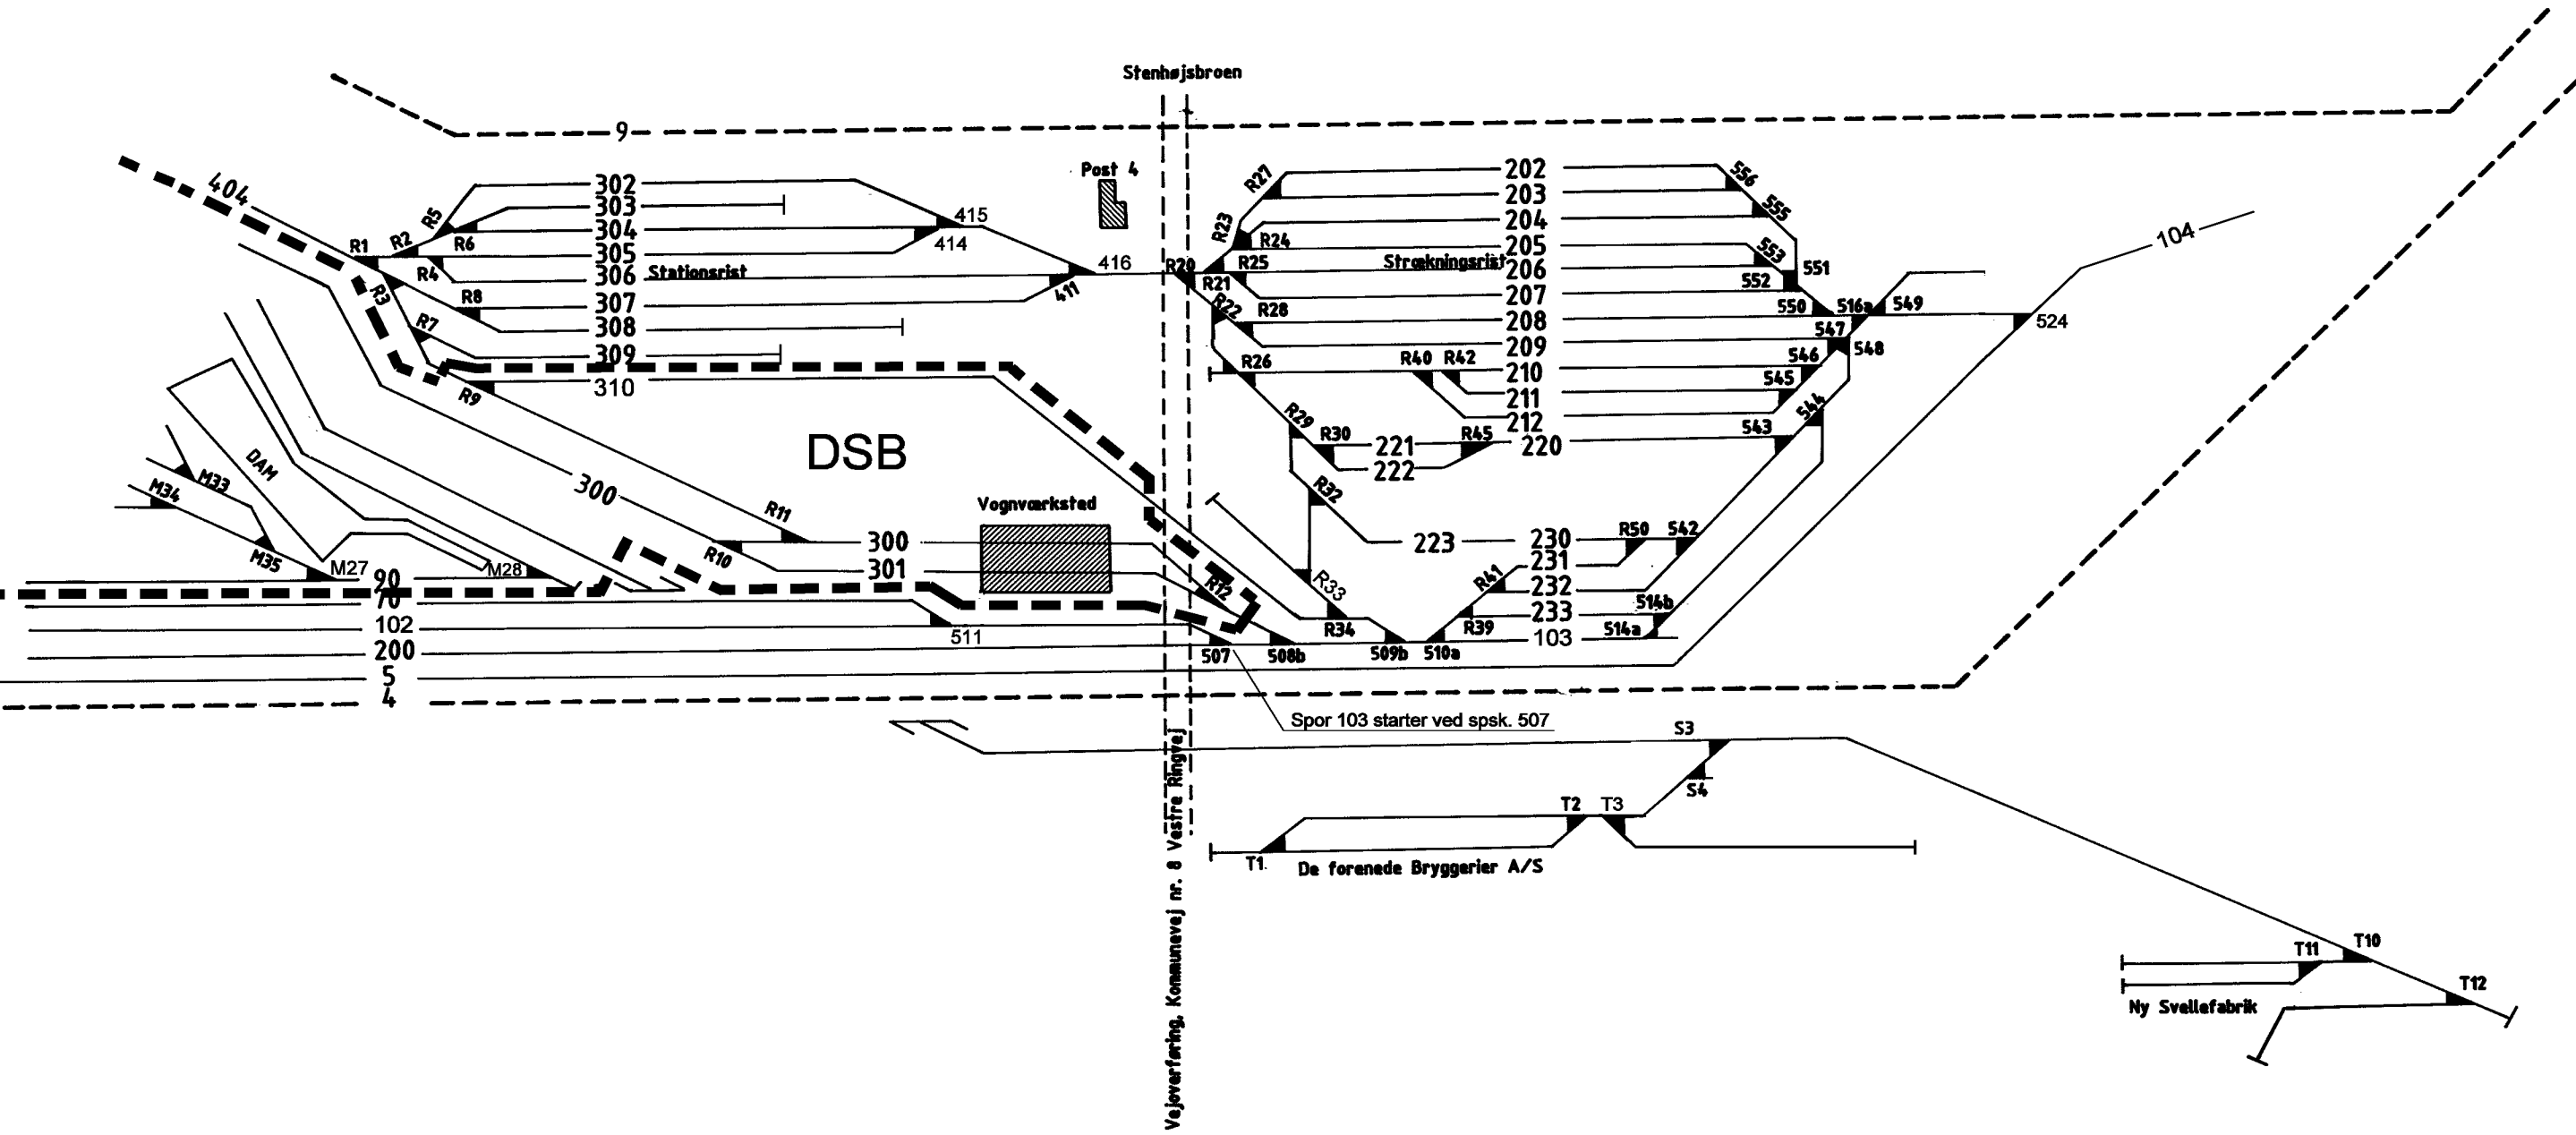 Stenhøjsbroen
9
Post 4
404
302
303
304
305
306
307
308
309
310
R1
R2
R5
R6
R4
R3
R8
R7
R9
Stationsrist
415
414
416
411
R20
R27
R23
R24
R25
R21
R22
R28
R26
202
203
204
205
206
207
208
209
210
211
212
Strækningsrist
556
555
553
551
552
550
516a
549
547
548
546
545
544
543
524
104
R40
R42
R29
R30
221
R45
220
222
R32
223
230
R50
542
231
R41
232
233
514b
R39
103
514a
R33
R34
DSB
DAM
M33
M34
M35
M27
M28
300
R11
R10
300
301
Vognværksted
R12
90
70
102
200
5
4
511
507
508b
509b
510a
Spor 103 starter ved spsk. 507
Vejoverføring, Kommunevej nr. 8 Vestre Ringvej
S3
S4
T2
T3
T1.
De forenede Bryggerier A/S
T11
T10
T12
Ny Svellefabrik